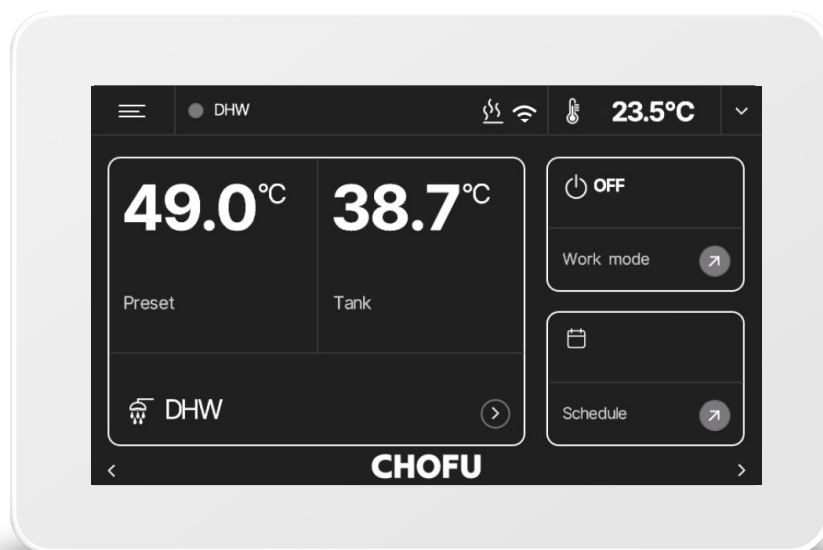 DHW
23.5°C
49.0°C
38.7°C
Preset
Tank
DHW
OFF
Work mode
Schedule
CHOFU